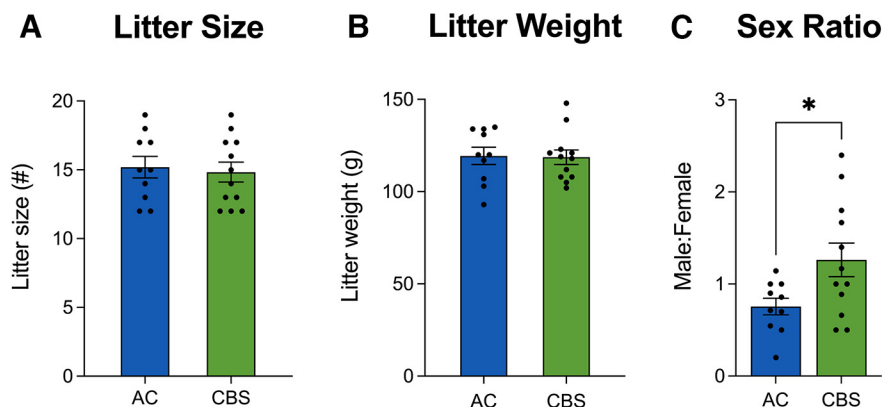 A Litter Size
Litter size (#)
20
15
10
5
0
AC CBS
B Litter Weight
Litter weight (g)
150
100
50
0
AC CBS
C Sex Ratio
Male:Female
3
2
1
0
*
AC CBS